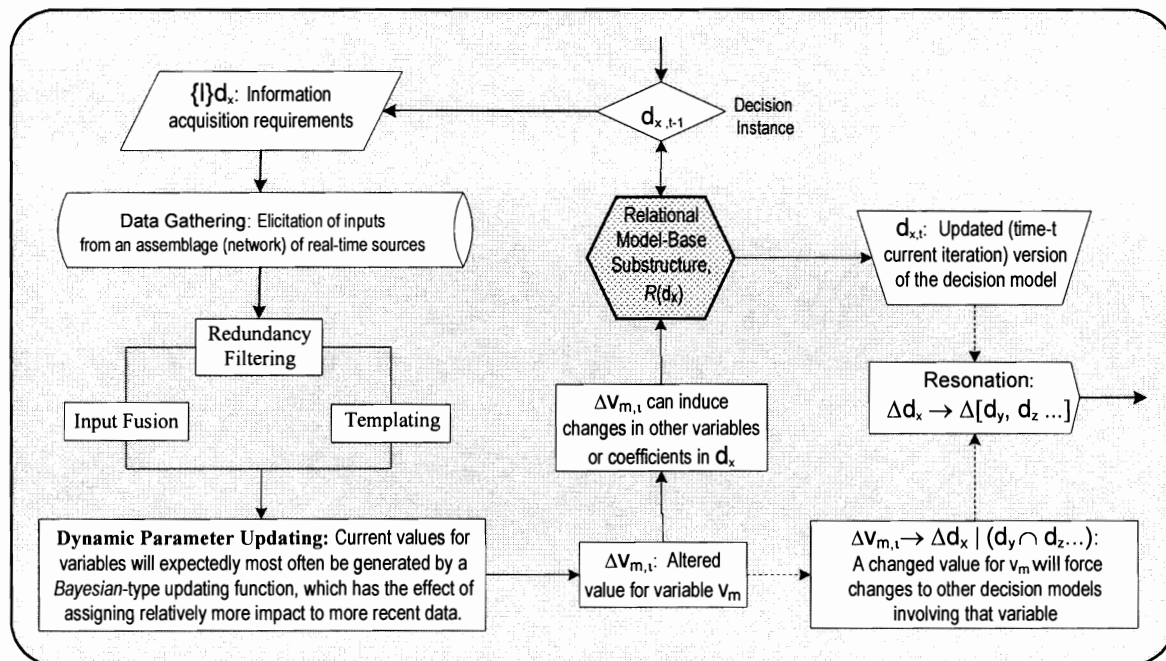 {I}dₓ: Information
acquisition requirements
dₓ,ₜ₋₁
Decision
Instance
Data Gathering: Elicitation of inputs
from an assemblage (network) of real-time sources
Relational
Model-Base
Substructure,
R(dₓ)
dₓ,ₜ: Updated (time-t
current iteration) version
of the decision model
Redundancy
Filtering
Input Fusion
Templating
ΔVₘ,ι can induce
changes in other variables
or coefficients in dₓ
Resonation:
Δdₓ → Δ[d_y, d_z ...]
Dynamic Parameter Updating: Current values for
variables will expectedly most often be generated by a
Bayesian-type updating function, which has the effect of
assigning relatively more impact to more recent data.
ΔVₘ,ι: Altered
value for variable Vₘ
ΔVₘ,ι → Δdₓ | (d_y ∩ d_z...):
A changed value for vₘ will force
changes to other decision models
involving that variable